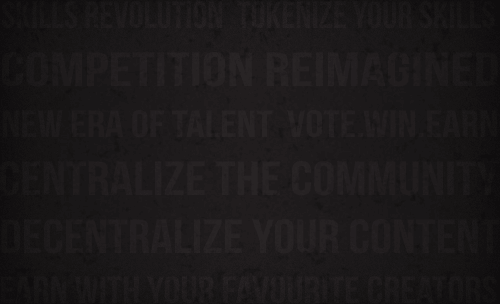 SKILLS REVOLUTION TOKENIZE YOUR SKILLS
COMPETITION REIMAGINED
NEW ERA OF TALENT VOTE.WIN.EARN
CENTRALIZE THE COMMUNITY
DECENTRALIZE YOUR CONTENT
EARN WITH YOUR FAVOURITE CREATORS